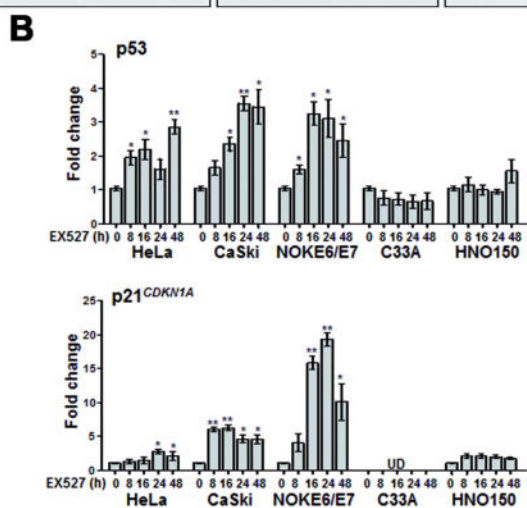 B
p53
5
4
3
2
1
0
Fold change
* * ** * ** * * * * *
EX527 (h) 0 8 16 24 48 0 8 16 24 48 0 8 16 24 48 0 8 16 24 48 0 8 16 24 48
HeLa CaSki NOKE6/E7 C33A HNO150
p21CDKN1A
25
20
15
10
5
0
Fold change
* * ** ** * * ** ** *
UD
EX527 (h) 0 8 16 24 48 0 8 16 24 48 0 8 16 24 48 0 8 16 24 48 0 8 16 24 48
HeLa CaSki NOKE6/E7 C33A HNO150